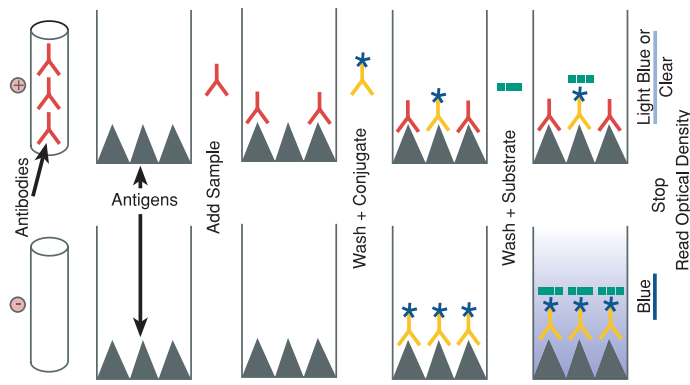 +
Antibodies
Antigens
Add Sample
Wash + Conjugate
Wash + Substrate
Light Blue or
Clear
Stop
Read Optical Density
-
Blue